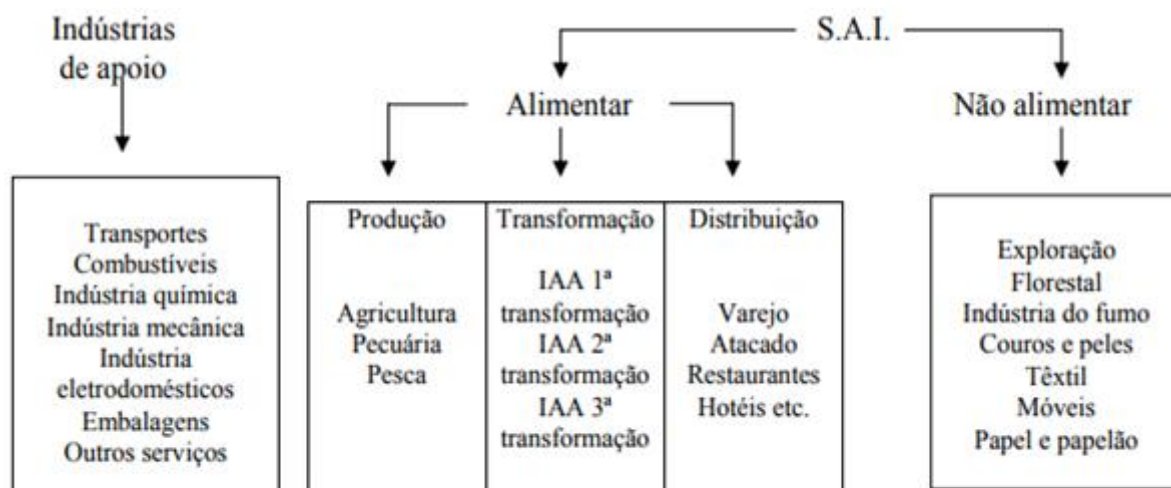 Indústrias
de apoio
S.A.I.
Alimentar
Não alimentar
Transportes
Combustíveis
Indústria química
Indústria mecânica
Indústria
eletrodomésticos
Embalagens
Outros serviços
Produção
Agricultura
Pecuária
Pesca
Transformação
IAA 1ª
transformação
IAA 2ª
transformação
IAA 3ª
transformação
Distribuição
Varejo
Atacado
Restaurantes
Hotéis etc.
Exploração
Florestal
Indústria do fumo
Couros e peles
Têxtil
Móveis
Papel e papelão